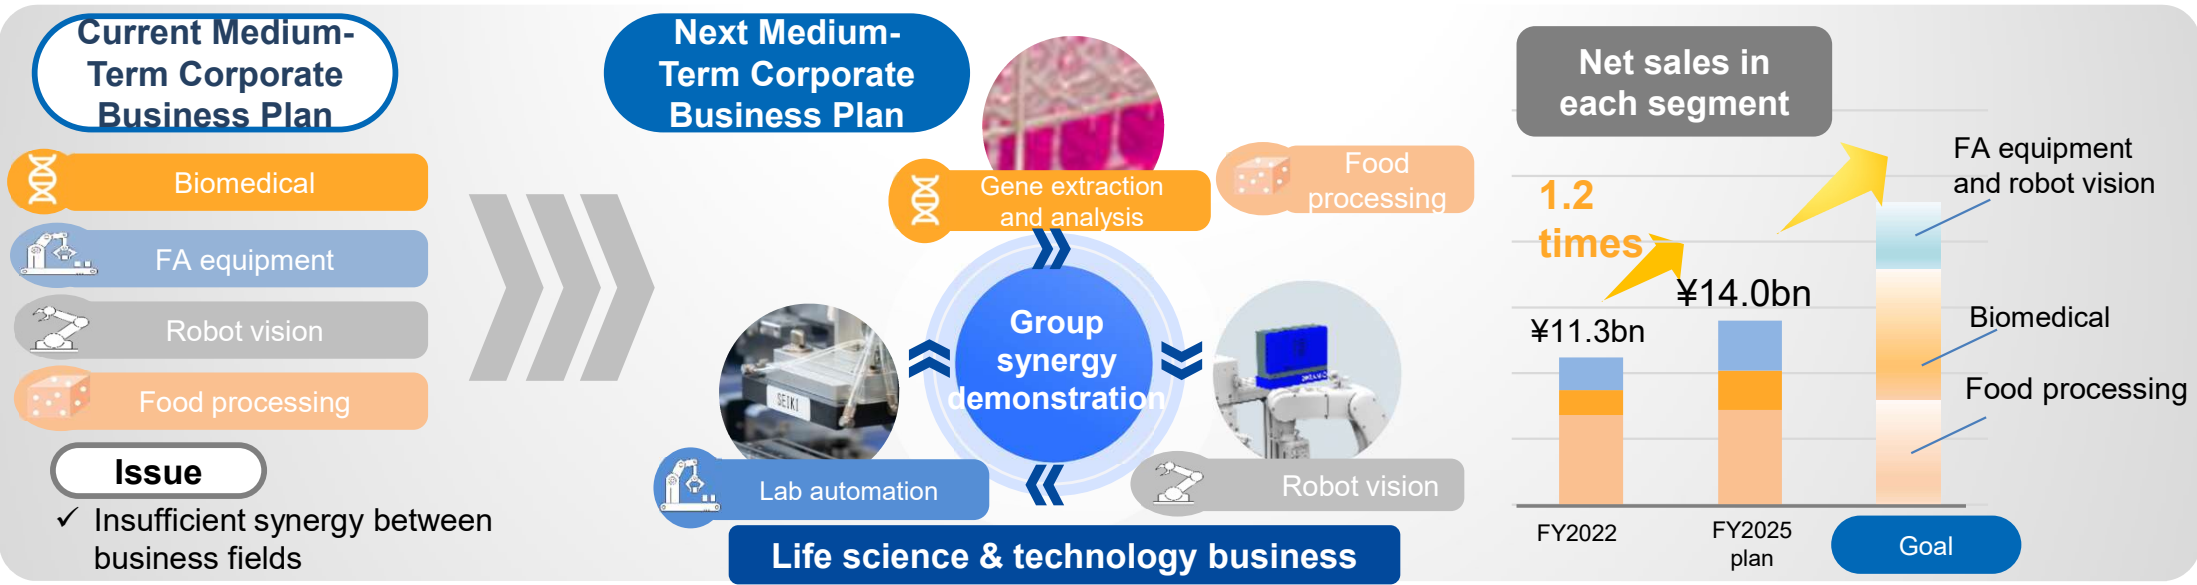 Current Medium-
Term Corporate
Business Plan
Biomedical
FA equipment
Robot vision
Food processing
Issue
✓ Insufficient synergy between
business fields
Next Medium-
Term Corporate
Business Plan
Gene extraction
and analysis
Food
processing
Group
synergy
demonstration
SEIKI
Lab automation
Robot vision
Life science & technology business
Net sales in
each segment
1.2
times
¥11.3bn
¥14.0bn
FA equipment
and robot vision
Biomedical
Food processing
FY2022
FY2025
plan
Goal